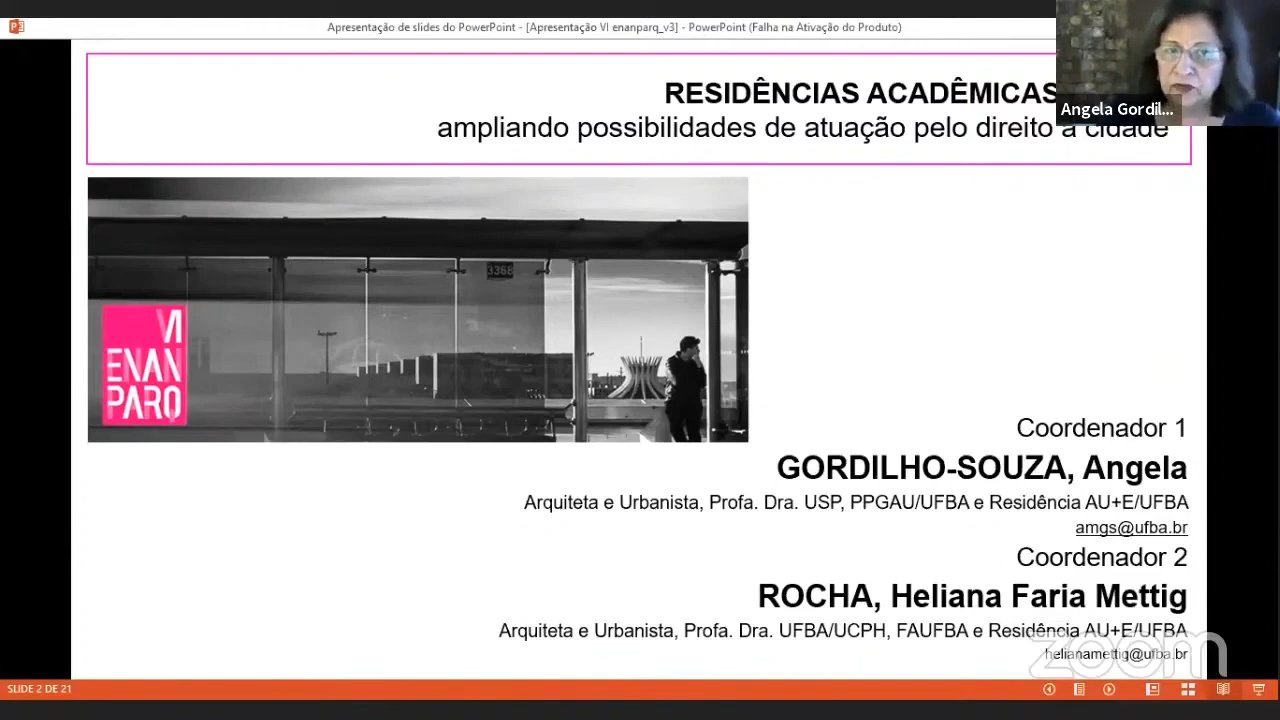 Apresentação de slides do PowerPoint - [Apresentação VI enanparq_v3] - PowerPoint (Falha na Ativação do Produto)
Angela Gordil...
RESIDÊNCIAS ACADÊMICAS
ampliando possibilidades de atuação pelo direito à cidade
3368
VI
ENAN
PARQ
Coordenador 1
GORDILHO-SOUZA, Angela
Arquiteta e Urbanista, Profa. Dra. USP, PPGAU/UFBA e Residência AU+E/UFBA
amgs@ufba.br
Coordenador 2
ROCHA, Heliana Faria Mettig
Arquiteta e Urbanista, Profa. Dra. UFBA/UCPH, FAUFBA e Residência AU+E/UFBA
helianamettig@ufba.br
zoom
SLIDE 2 DE 21